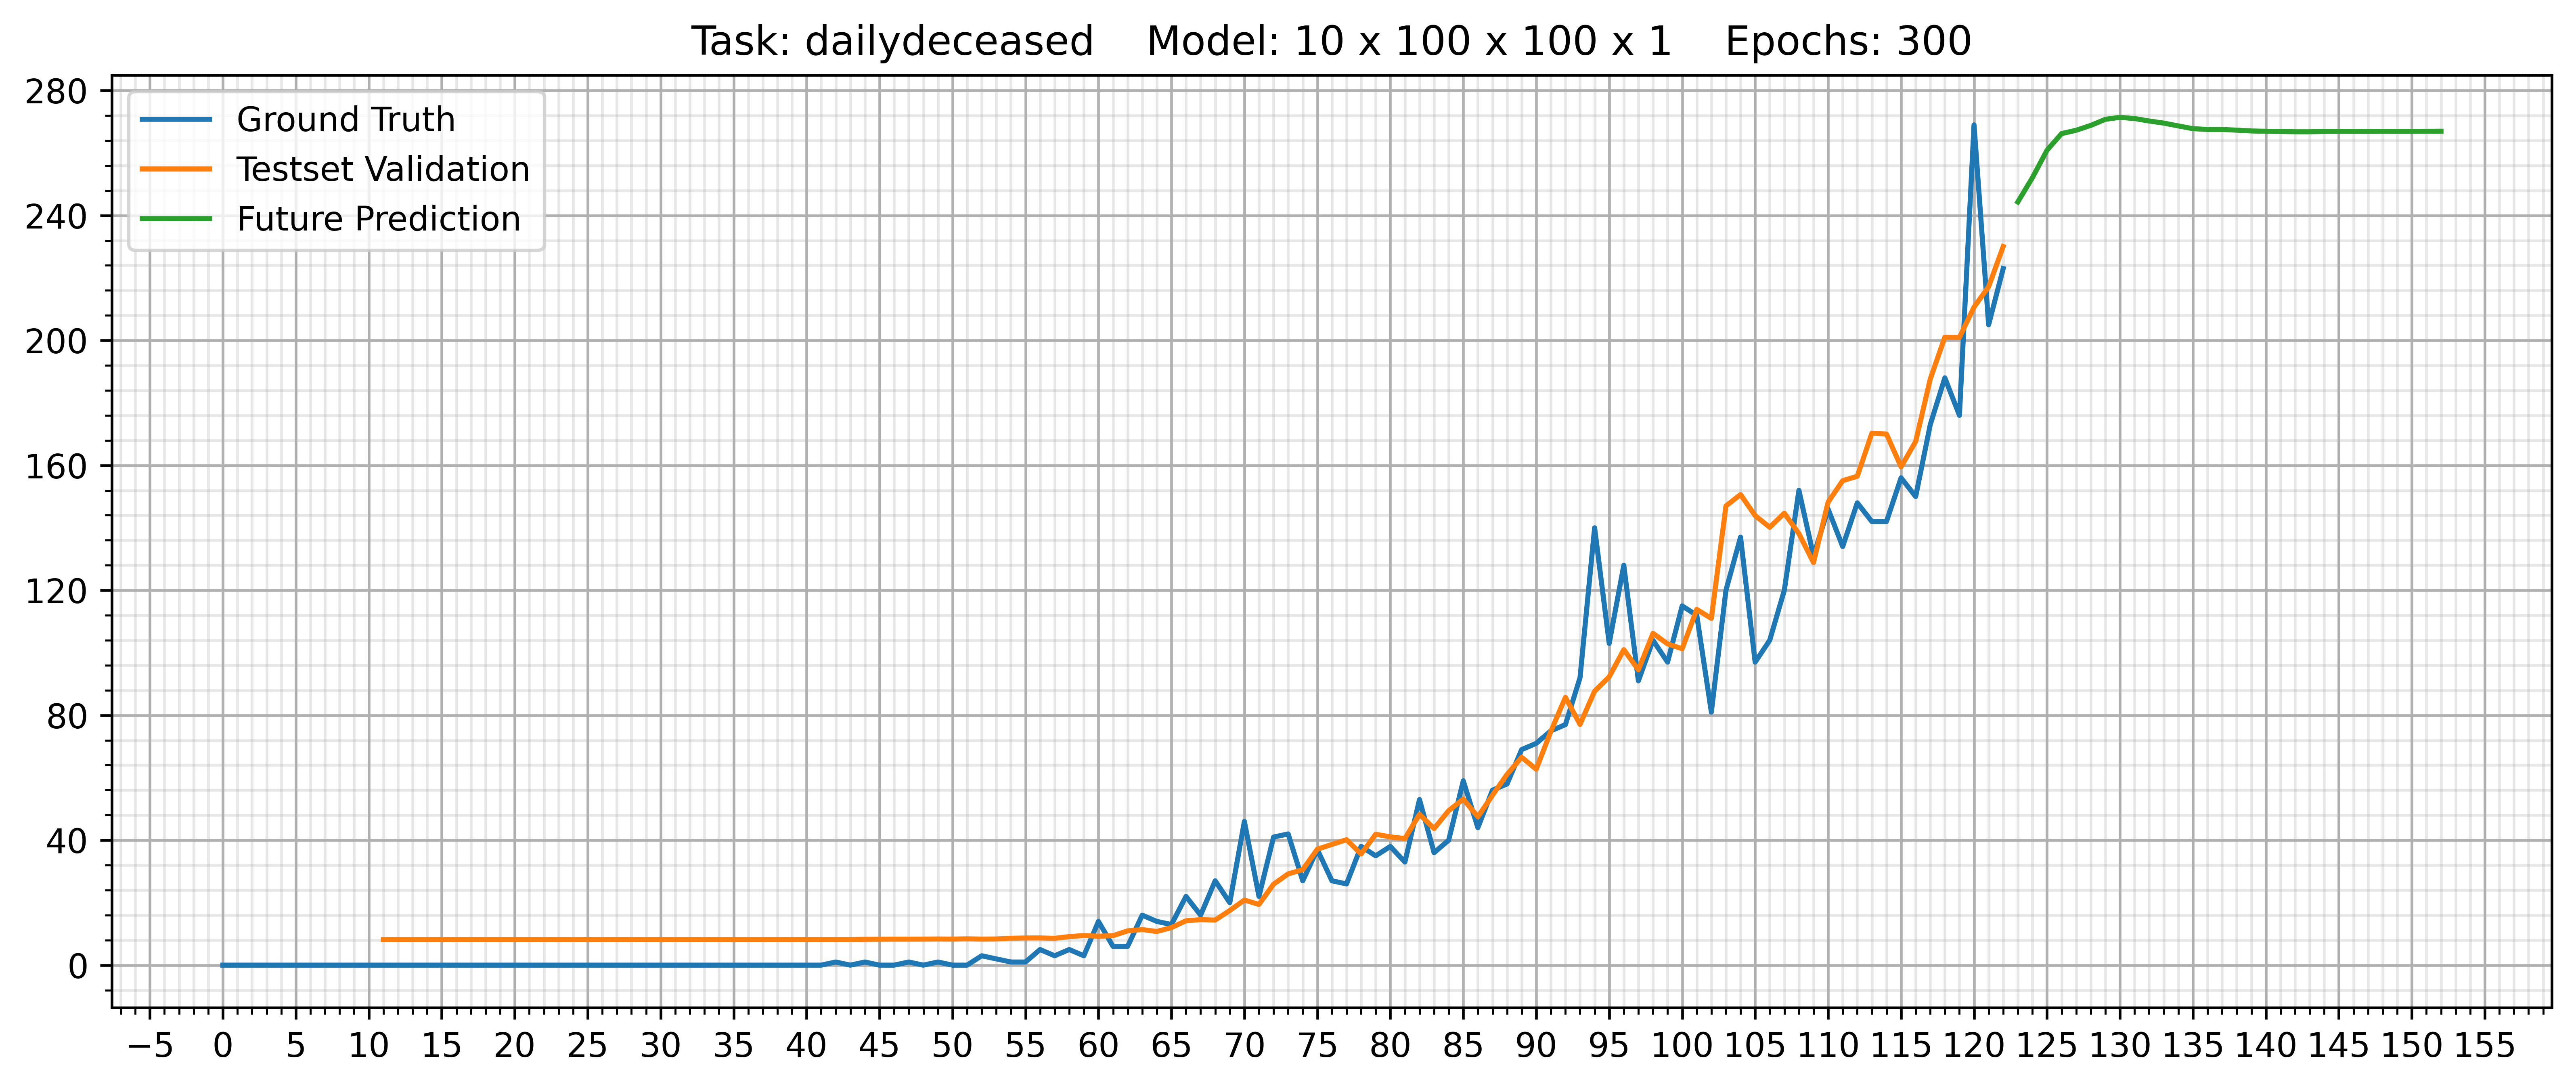 Task: dailydeceased    Model: 10 x 100 x 100 x 1    Epochs: 300
280
240
200
160
120
80
40
0
Ground Truth
Testset Validation
Future Prediction
−5 0 5 10 15 20 25 30 35 40 45 50 55 60 65 70 75 80 85 90 95 100 105 110 115 120 125 130 135 140 145 150 155